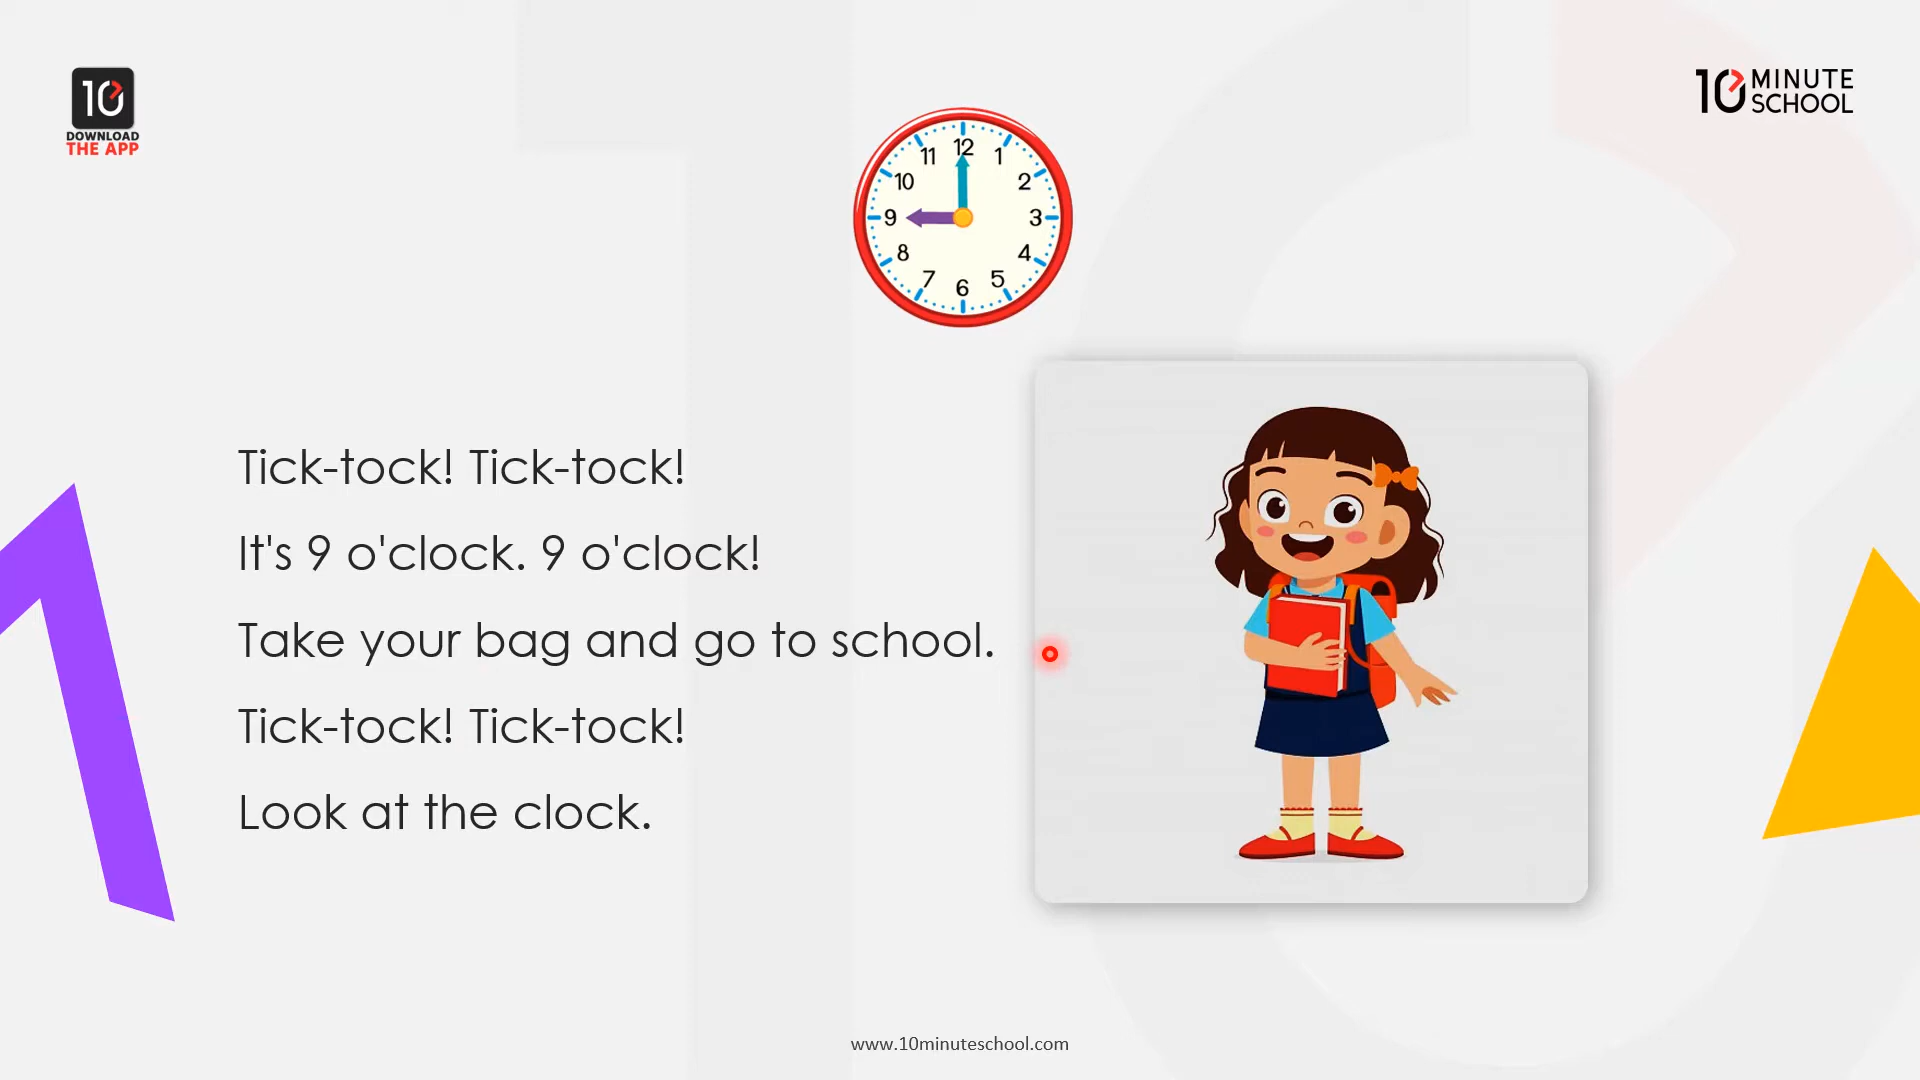 10
DOWNLOAD
THE APP
10 MINUTE
SCHOOL
12
11
1
10
2
9
3
8
4
7
5
6
Tick-tock! Tick-tock!
It's 9 o'clock. 9 o'clock!
Take your bag and go to school.
Tick-tock! Tick-tock!
Look at the clock.
www.10minuteschool.com